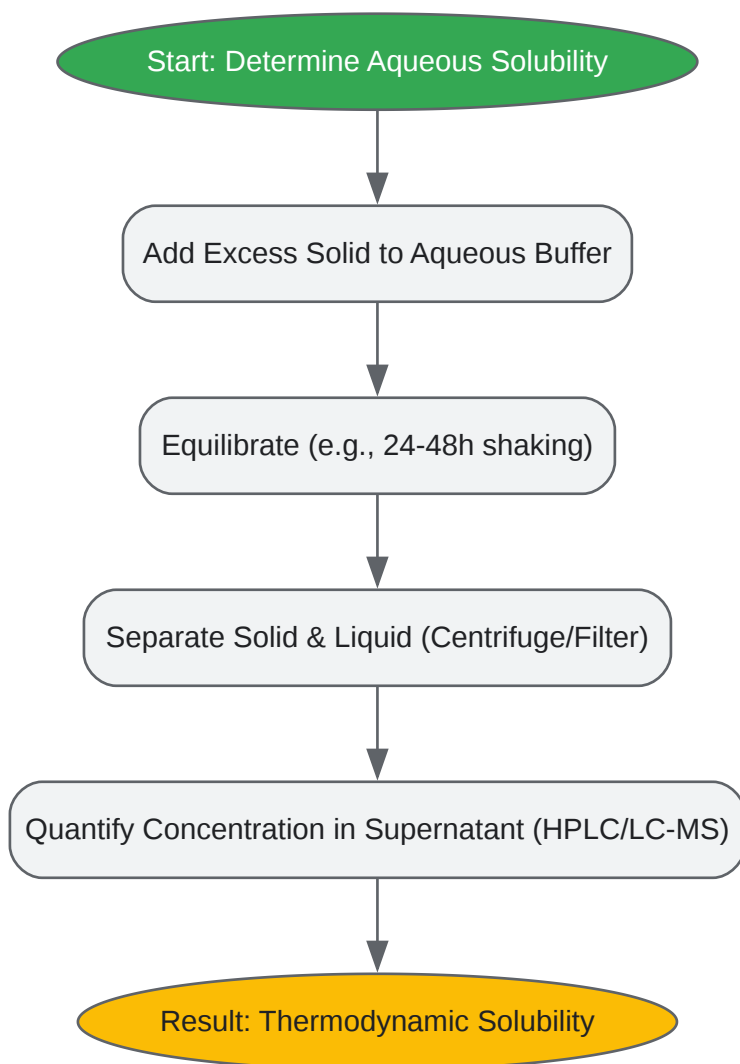 Start: Determine Aqueous Solubility
Add Excess Solid to Aqueous Buffer
Equilibrate (e.g., 24-48h shaking)
Separate Solid & Liquid (Centrifuge/Filter)
Quantify Concentration in Supernatant (HPLC/LC-MS)
Result: Thermodynamic Solubility